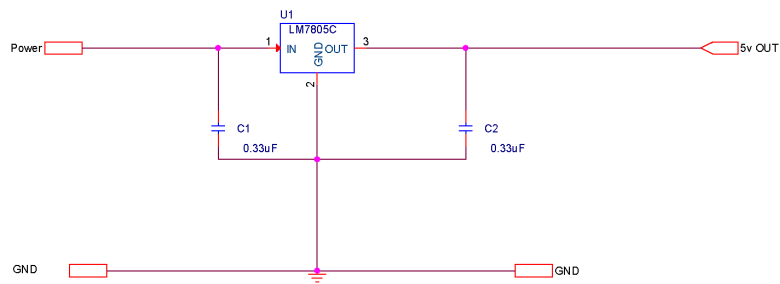 U1
LM7805C
Power
1
IN
GND
OUT
3
5v OUT
2
C1
0.33uF
C2
0.33uF
GND
GND